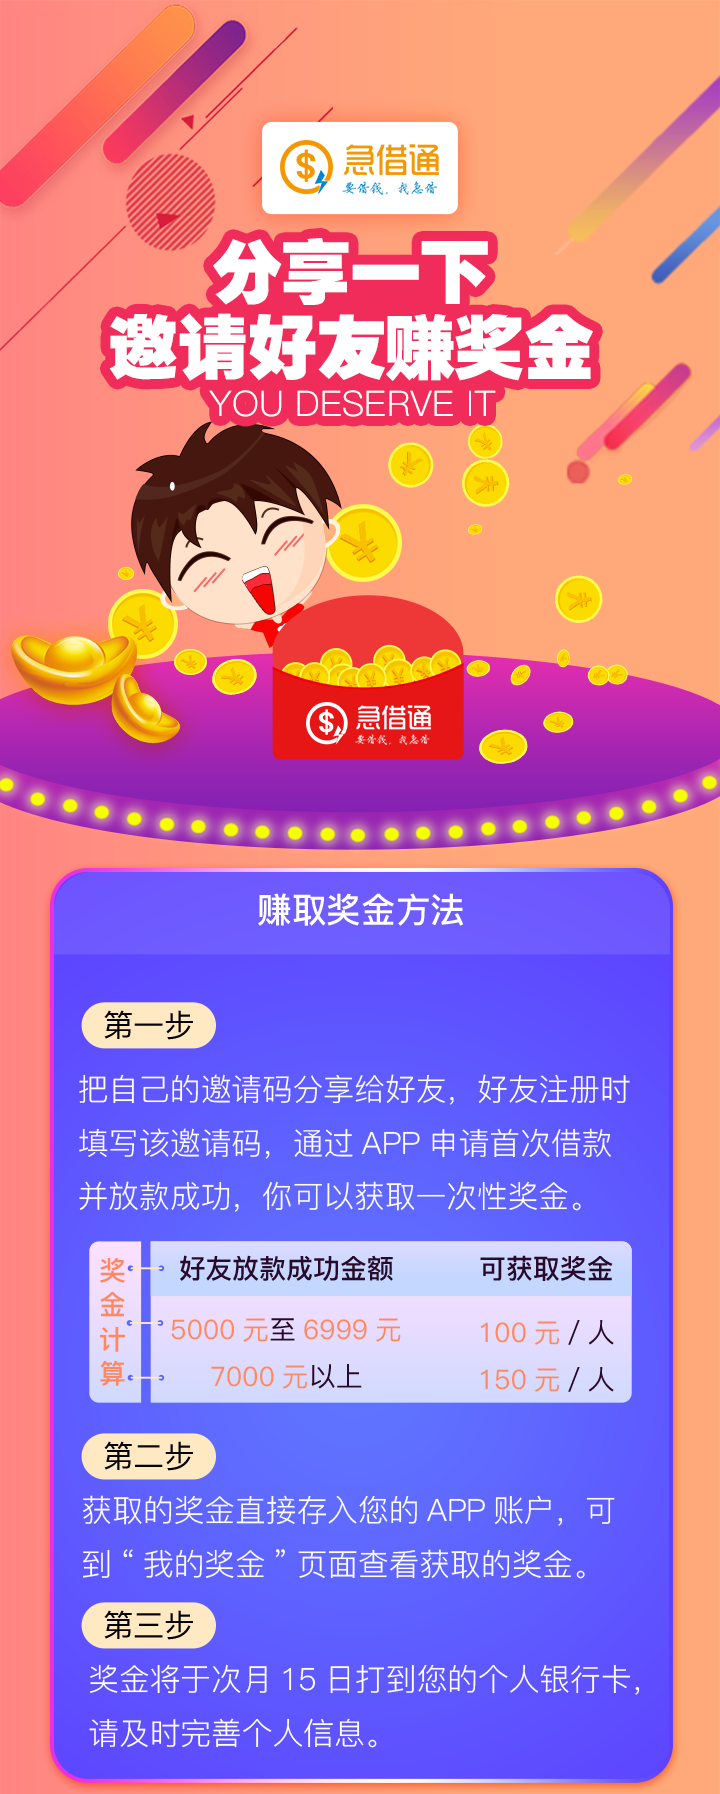 急借通
要借钱，我急借
分享一下
邀请好友赚奖金
YOU DESERVE IT
急借通
要借钱，我急借
赚取奖金方法
第一步
把自己的邀请码分享给好友，好友注册时
填写该邀请码，通过 APP 申请首次借款
并放款成功，你可以获取一次性奖金。
奖金计算
好友放款成功金额 可获取奖金
5000 元至 6999 元 100 元 / 人
7000 元以上 150 元 / 人
第二步
获取的奖金直接存入您的 APP 账户，可
到 “ 我的奖金 ” 页面查看获取的奖金。
第三步
奖金将于次月 15 日打到您的个人银行卡，
请及时完善个人信息。